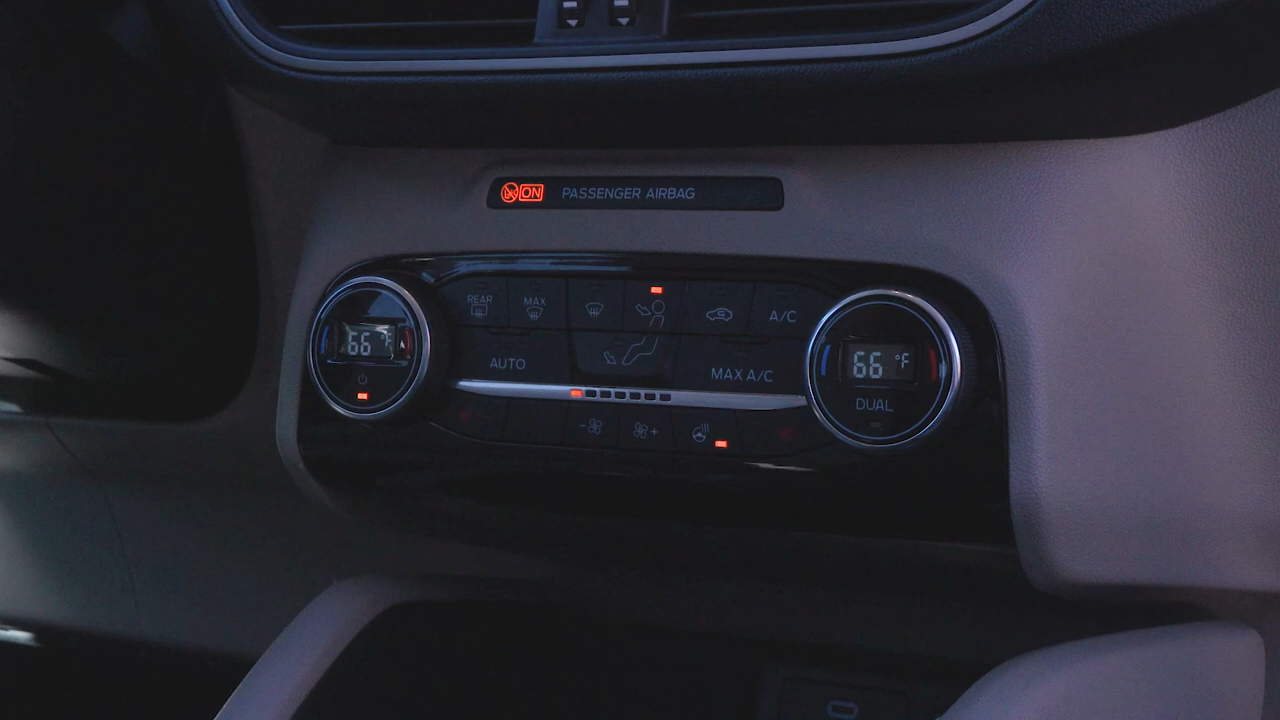 ON PASSENGER AIRBAG
REAR MAX
A/C
66 °F
66 °F
AUTO
MAX A/C
DUAL